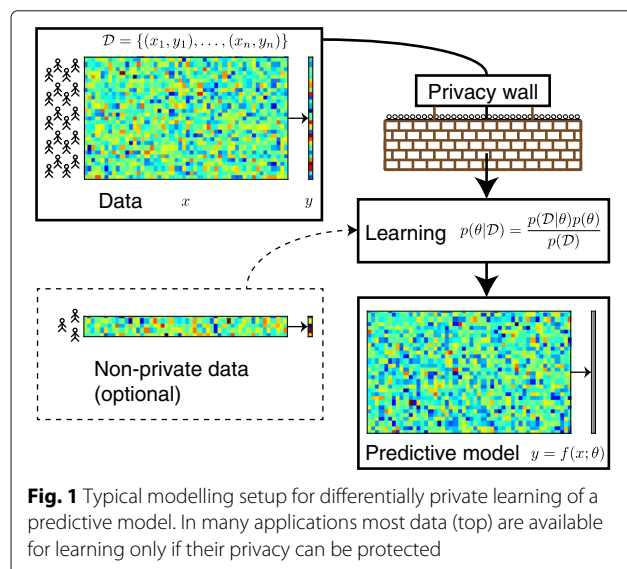 𝒟 = {(x₁, y₁), . . . , (xₙ, yₙ)}
Data x y
Privacy wall
Learning p(θ|𝒟) = p(𝒟|θ)p(θ) / p(𝒟)
Non-private data
(optional)
Predictive model y = f(x; θ)
Fig. 1 Typical modelling setup for differentially private learning of a
predictive model. In many applications most data (top) are available
for learning only if their privacy can be protected